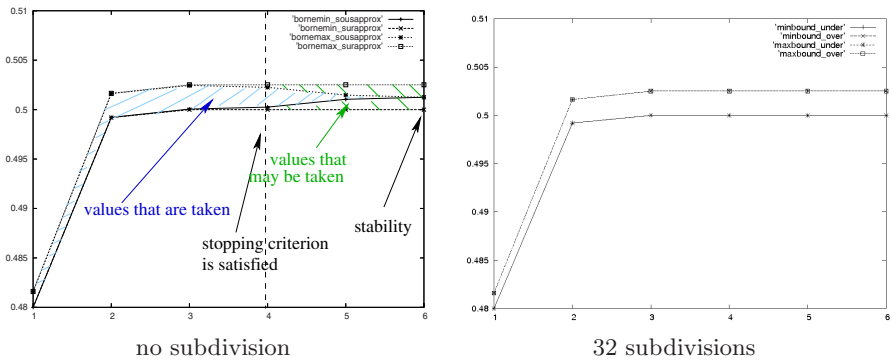 0.51
0.505
0.5
0.495
0.49
0.485
0.48
1 2 3 4 5 6
'bornemin_sousapprox'
'bornemin_surapprox'
'bornemax_sousapprox'
'bornemax_surapprox'
values that are taken
values that
may be taken
stopping criterion
is satisfied
stability
no subdivision
0.51
0.505
0.5
0.495
0.49
0.485
0.48
1 2 3 4 5 6
'minbound_under'
'minbound_over'
'maxbound_under'
'maxbound_over'
32 subdivisions